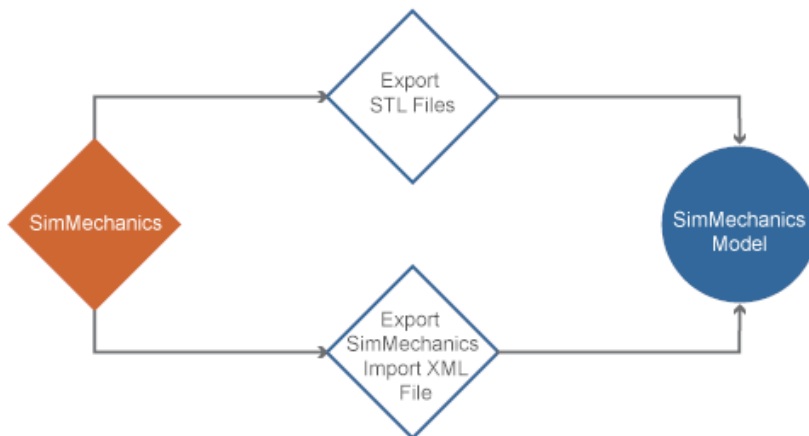 Export
STL Files
SimMechanics
SimMechanics
Model
Export
SimMechanics
Import XML
File